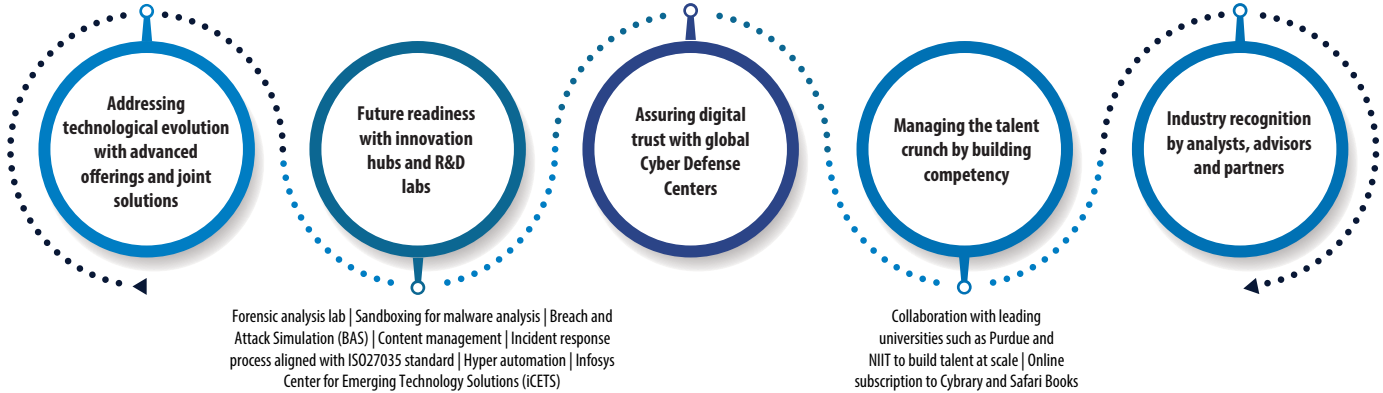 Addressing
technological evolution
with advanced
offerings and joint
solutions
Future readiness
with innovation
hubs and R&D
labs
Assuring digital
trust with global
Cyber Defense
Centers
Managing the talent
crunch by building
competency
Industry recognition
by analysts, advisors
and partners
Forensic analysis lab | Sandboxing for malware analysis | Breach and
Attack Simulation (BAS) | Content management | Incident response
process aligned with ISO27035 standard | Hyper automation | Infosys
Center for Emerging Technology Solutions (iCETS)
Collaboration with leading
universities such as Purdue and
NIIT to build talent at scale | Online
subscription to Cybrary and Safari Books